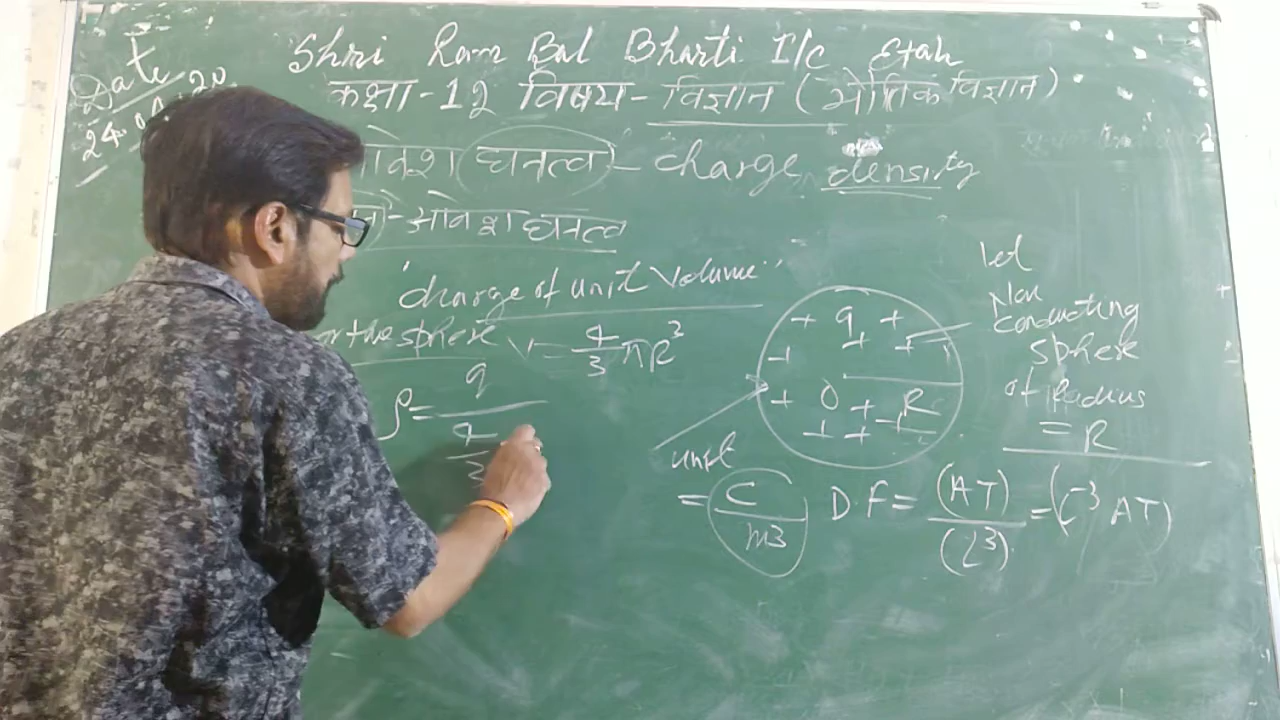 Date
24.
20
Shri Ram Bal Bharti I/c Etah
कक्षा-12 विषय- विज्ञान (भौतिक विज्ञान)
घनत्व - charge density
- आवेश घनत्व
"charge of unit Volume"
the sphere V = 4/3 πR³
ρ = q / 4/3
+ q +
+ +
+
+ O + R
+ +
Let
Non
conducting
sphere
of Radius
= R
unit
= C/m3 D.F = (AT)/(L³) = (L⁻³ AT)